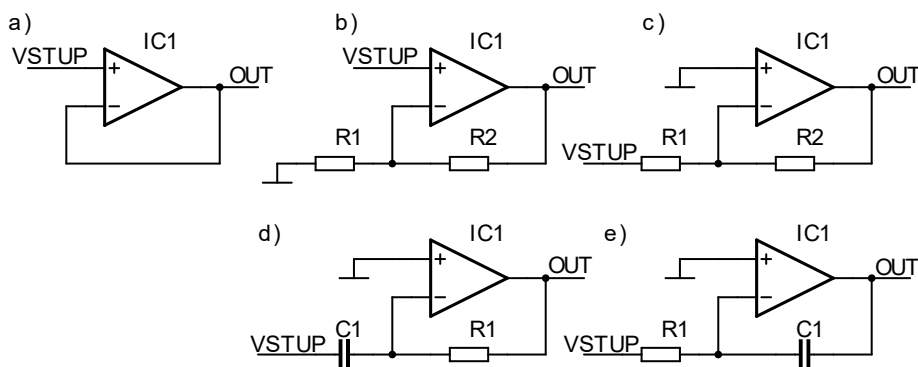 a)
IC1
VSTUP
+
OUT
−
b)
IC1
VSTUP
+
OUT
−
R1
R2
c)
IC1
+
OUT
−
R1
R2
VSTUP
d)
IC1
+
OUT
−
C1
R1
VSTUP
e)
IC1
+
OUT
−
R1
C1
VSTUP